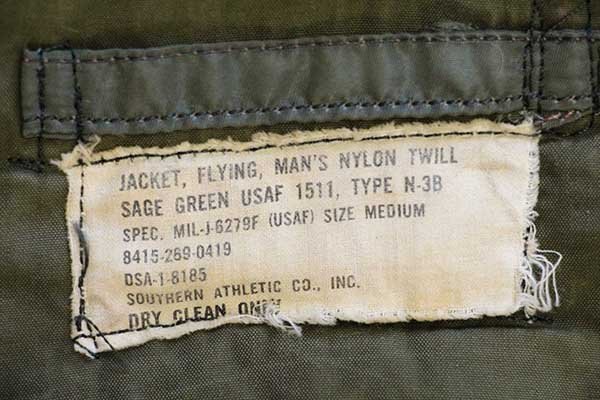 JACKET, FLYING, MAN'S NYLON TWILL
SAGE GREEN USAF 1511, TYPE N-3B
SPEC. MIL-J-6279F (USAF) SIZE MEDIUM
8415-269-0419
DSA-1-8185
SOUTHERN ATHLETIC CO., INC.
DRY CLEAN ONLY